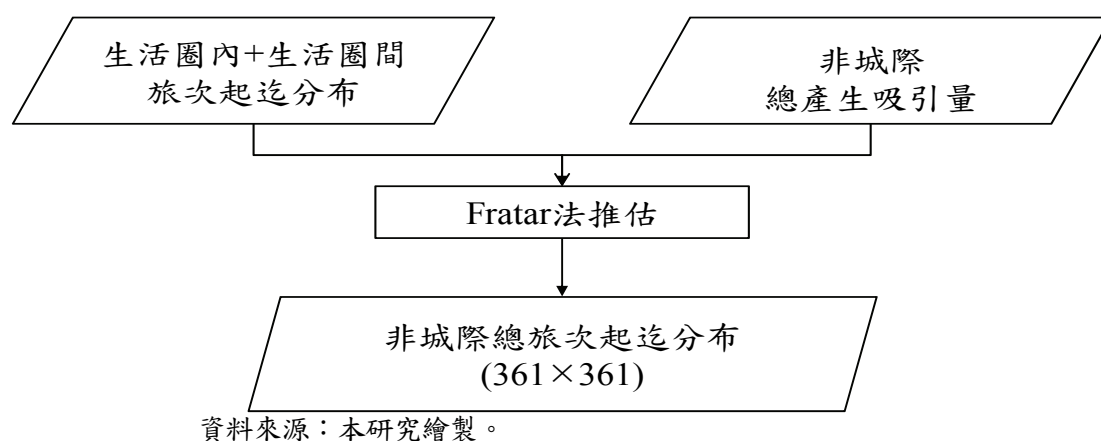 生活圈內+生活圈間
旅次起迄分布
非城際
總產生吸引量
Fratar法推估
非城際總旅次起迄分布
(361×361)
資料來源：本研究繪製。